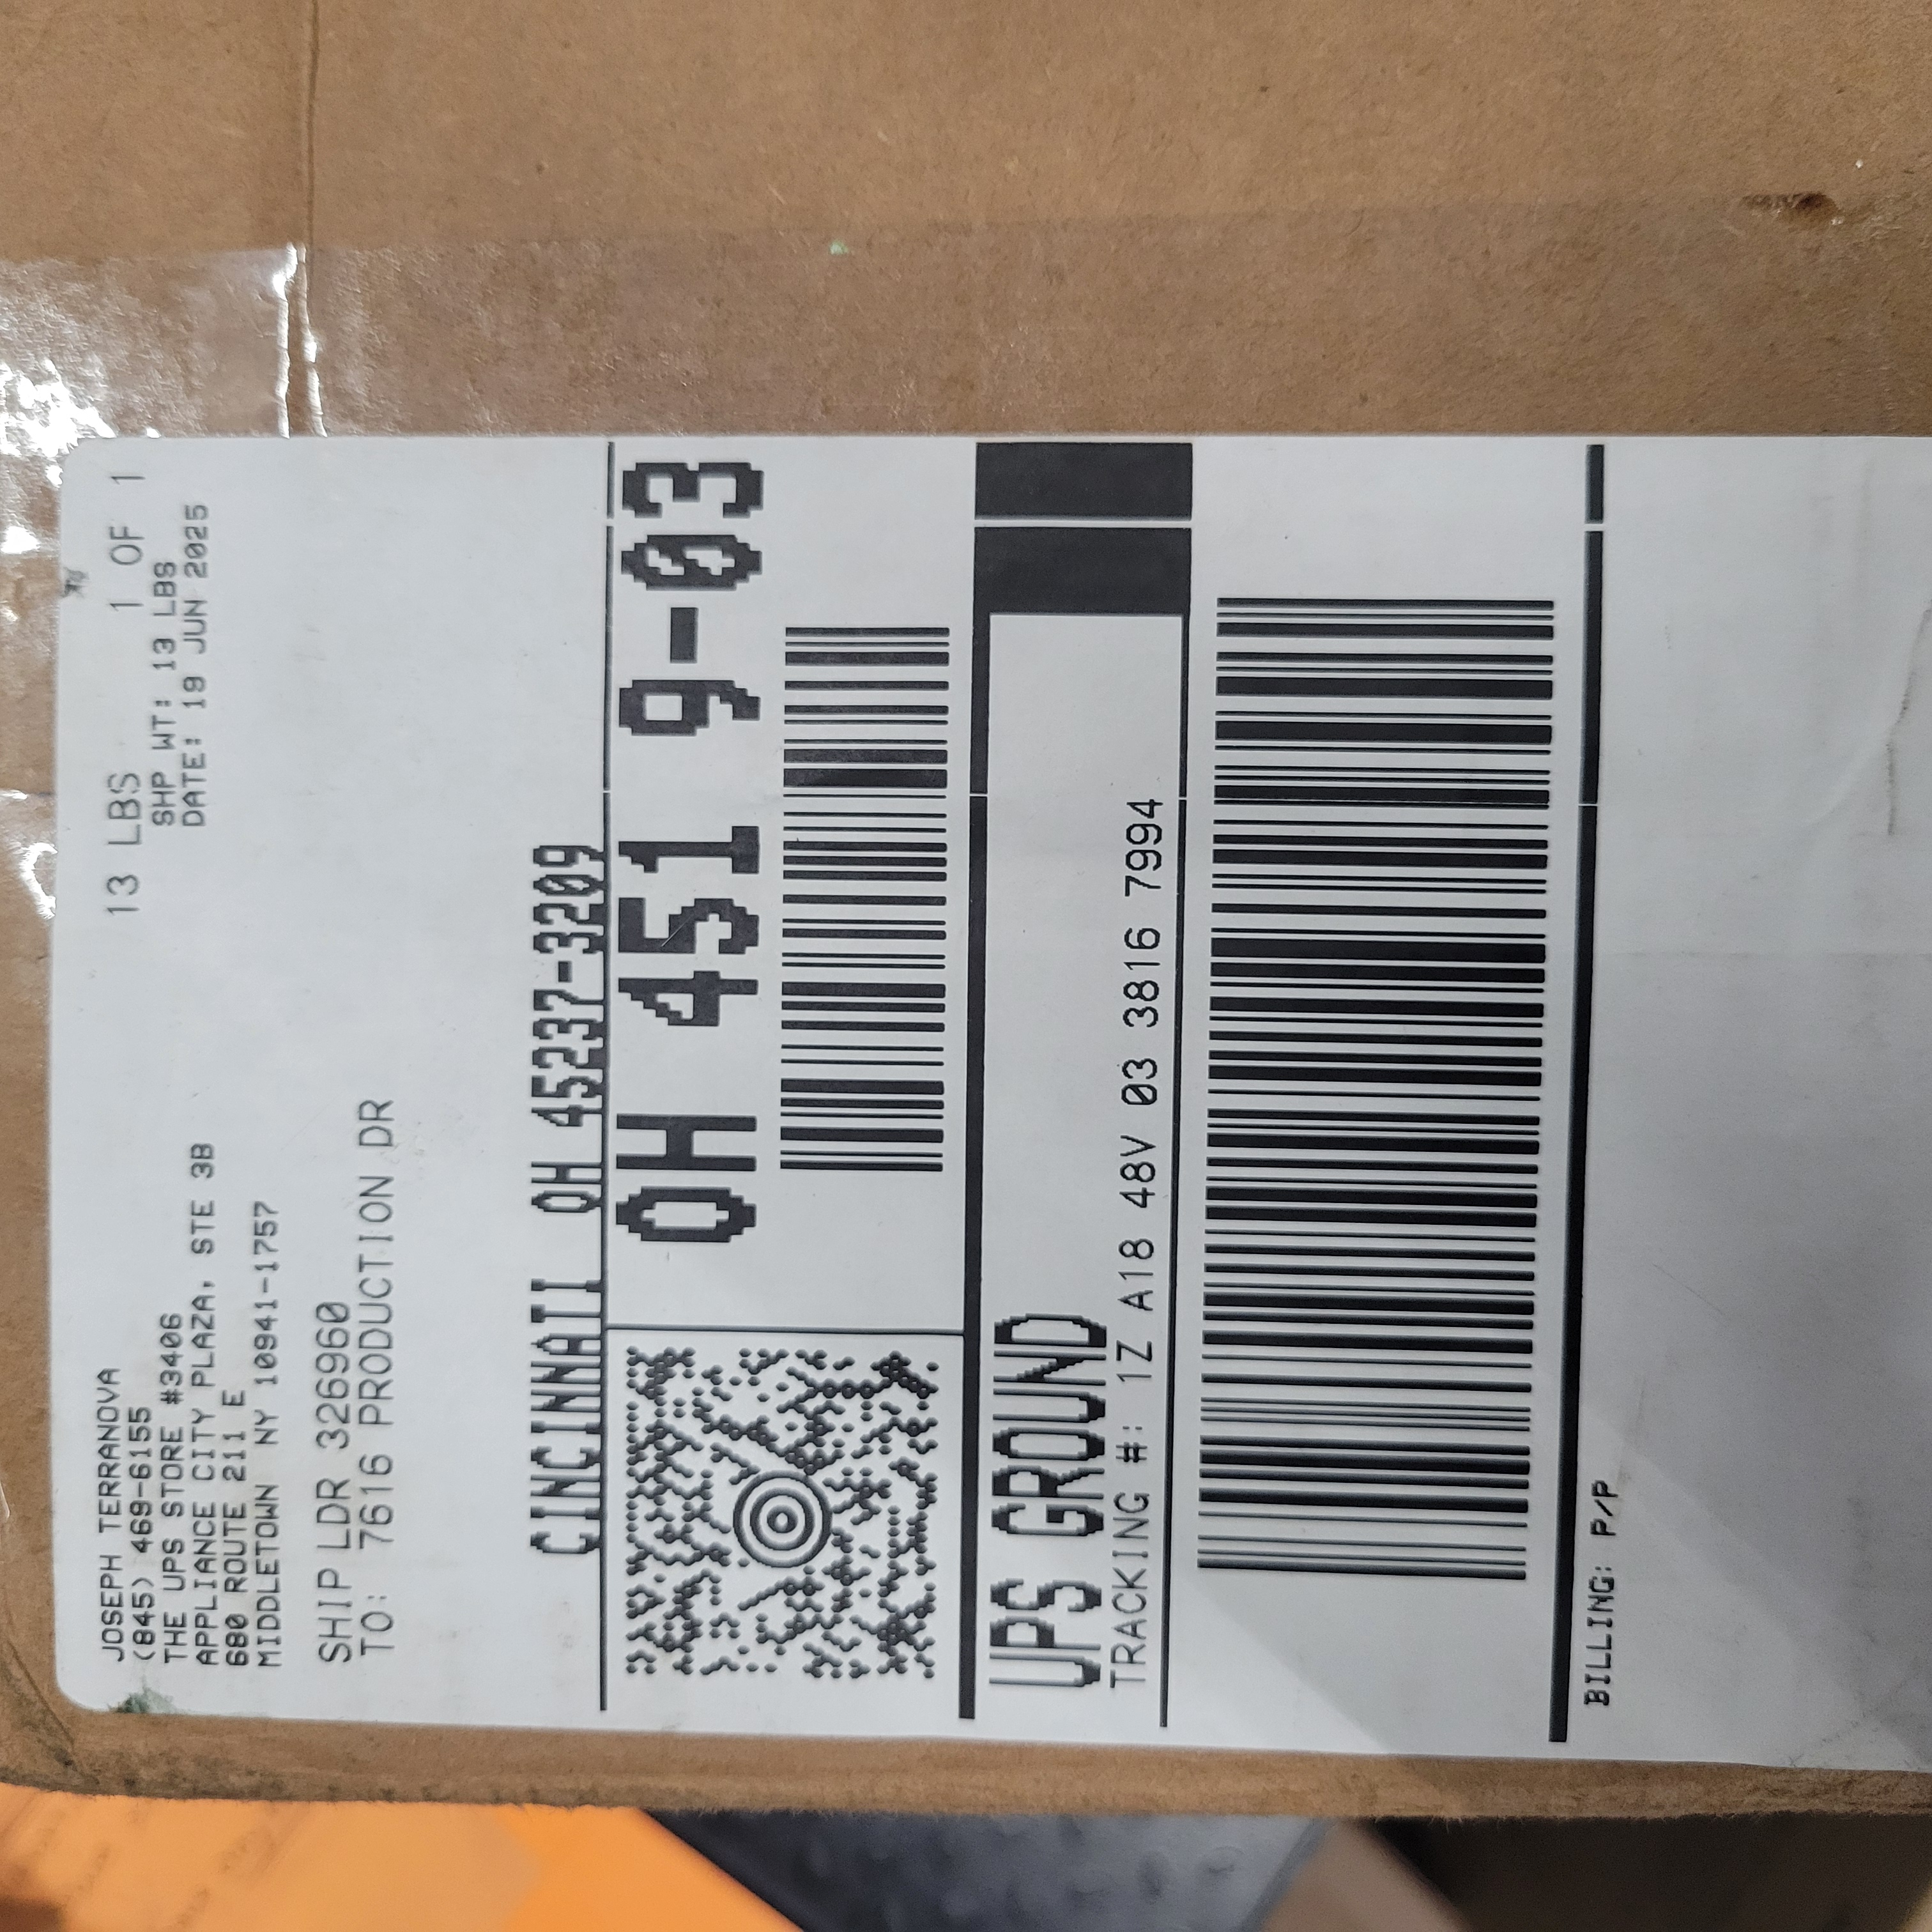 JOSEPH TERRANOVA
(845) 469-6155
THE UPS STORE #3406
APPLIANCE CITY PLAZA, STE 3B
680 ROUTE 211 E
MIDDLETOWN NY 10941-1757
13 LBS 1 OF 1
SHP WT: 13 LBS
DATE: 19 JUN 2025
SHIP LDR 326960
TO: 7616 PRODUCTION DR
CINCINNATI OH 45237-3209
OH 451 9-03
UPS GROUND
TRACKING #: 1Z A18 48V 03 3816 7994
BILLING: P/P